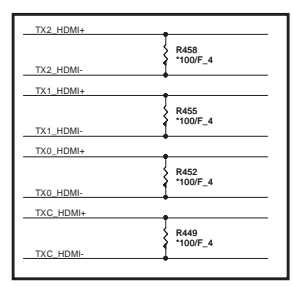 TX2_HDMI+
R458
*100/F_4
TX2_HDMI-
TX1_HDMI+
R455
*100/F_4
TX1_HDMI-
TX0_HDMI+
R452
*100/F_4
TX0_HDMI-
TXC_HDMI+
R449
*100/F_4
TXC_HDMI-